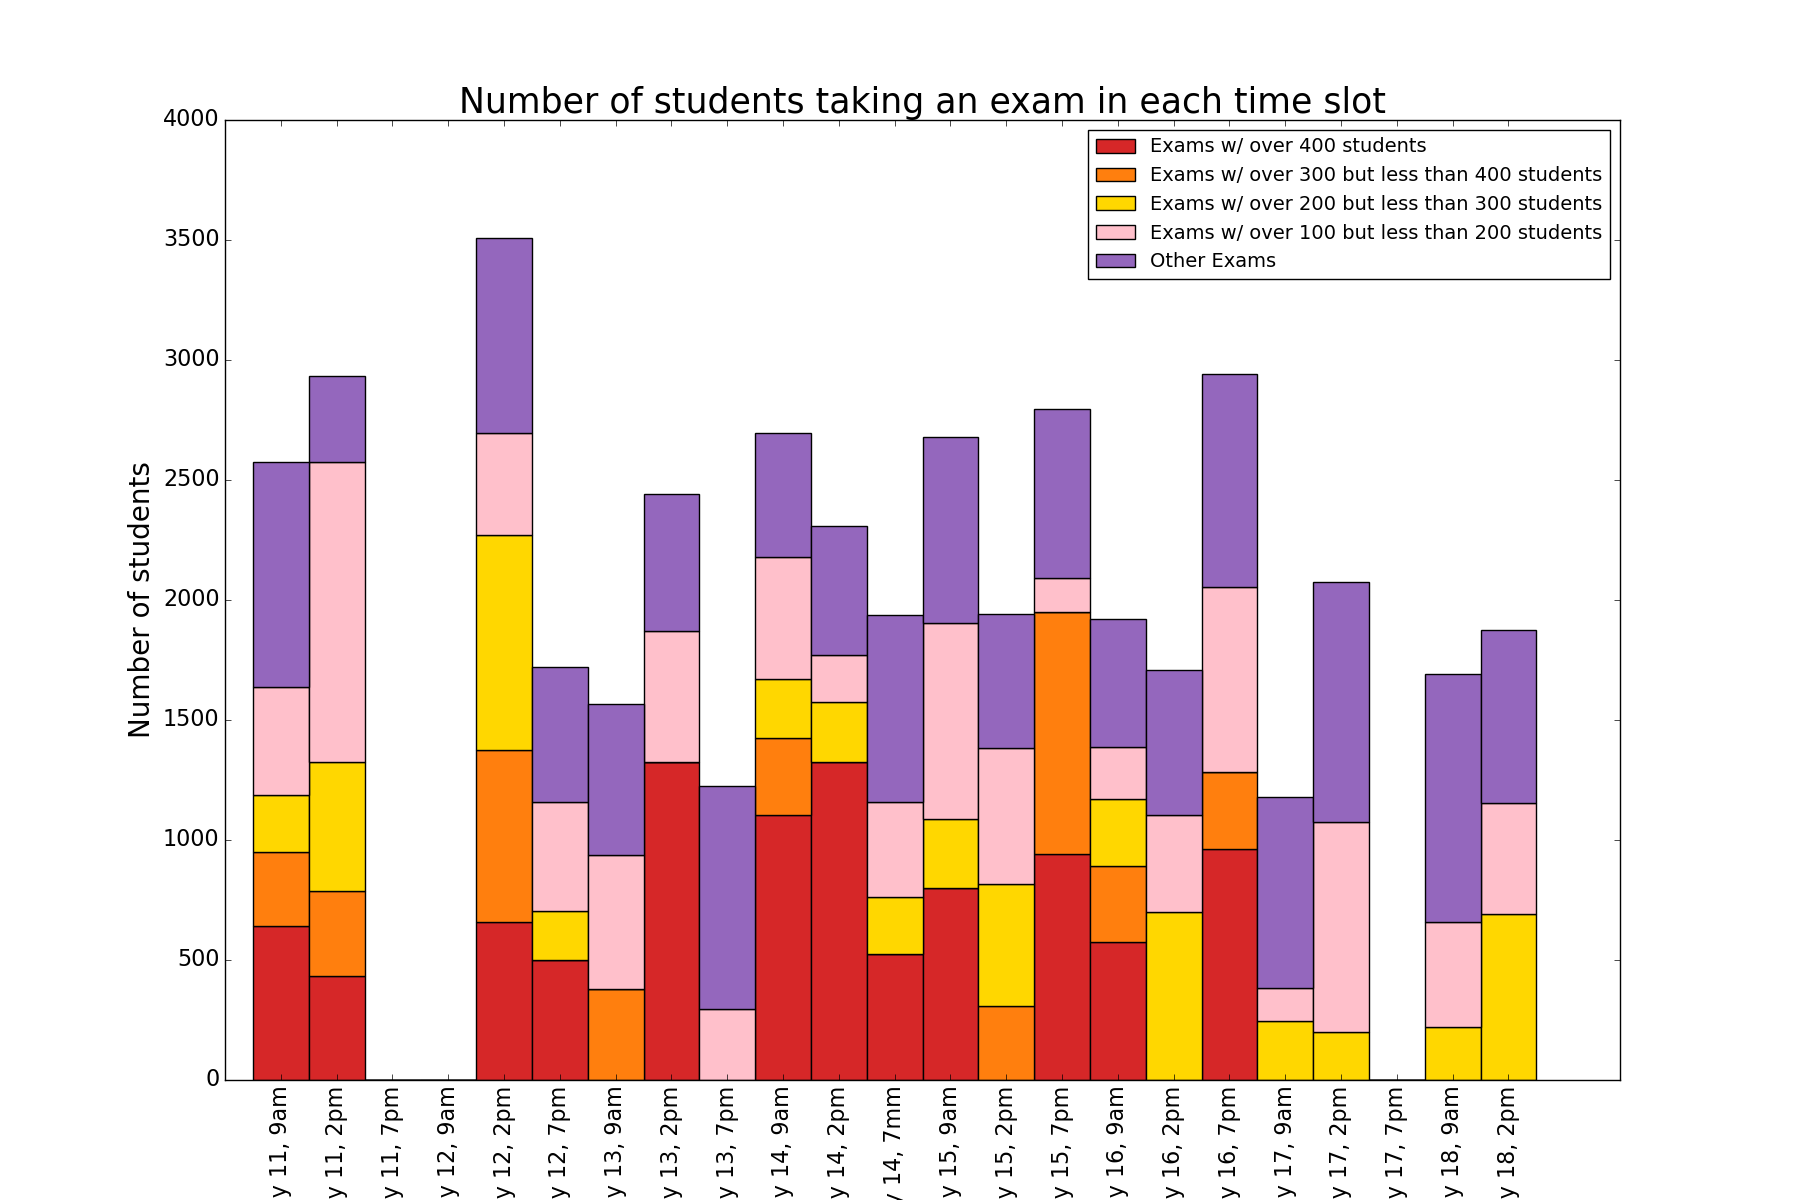 Number of students taking an exam in each time slot
Number of students
4000
3500
3000
2500
2000
1500
1000
500
0
Exams w/ over 400 students
Exams w/ over 300 but less than 400 students
Exams w/ over 200 but less than 300 students
Exams w/ over 100 but less than 200 students
Other Exams
y 11, 9am
y 11, 2pm
y 11, 7pm
y 12, 9am
y 12, 2pm
y 12, 7pm
y 13, 9am
y 13, 2pm
y 13, 7pm
y 14, 9am
y 14, 2pm
y 14, 7mm
y 15, 9am
y 15, 2pm
y 15, 7pm
y 16, 9am
y 16, 2pm
y 16, 7pm
y 17, 9am
y 17, 2pm
y 17, 7pm
y 18, 9am
y 18, 2pm